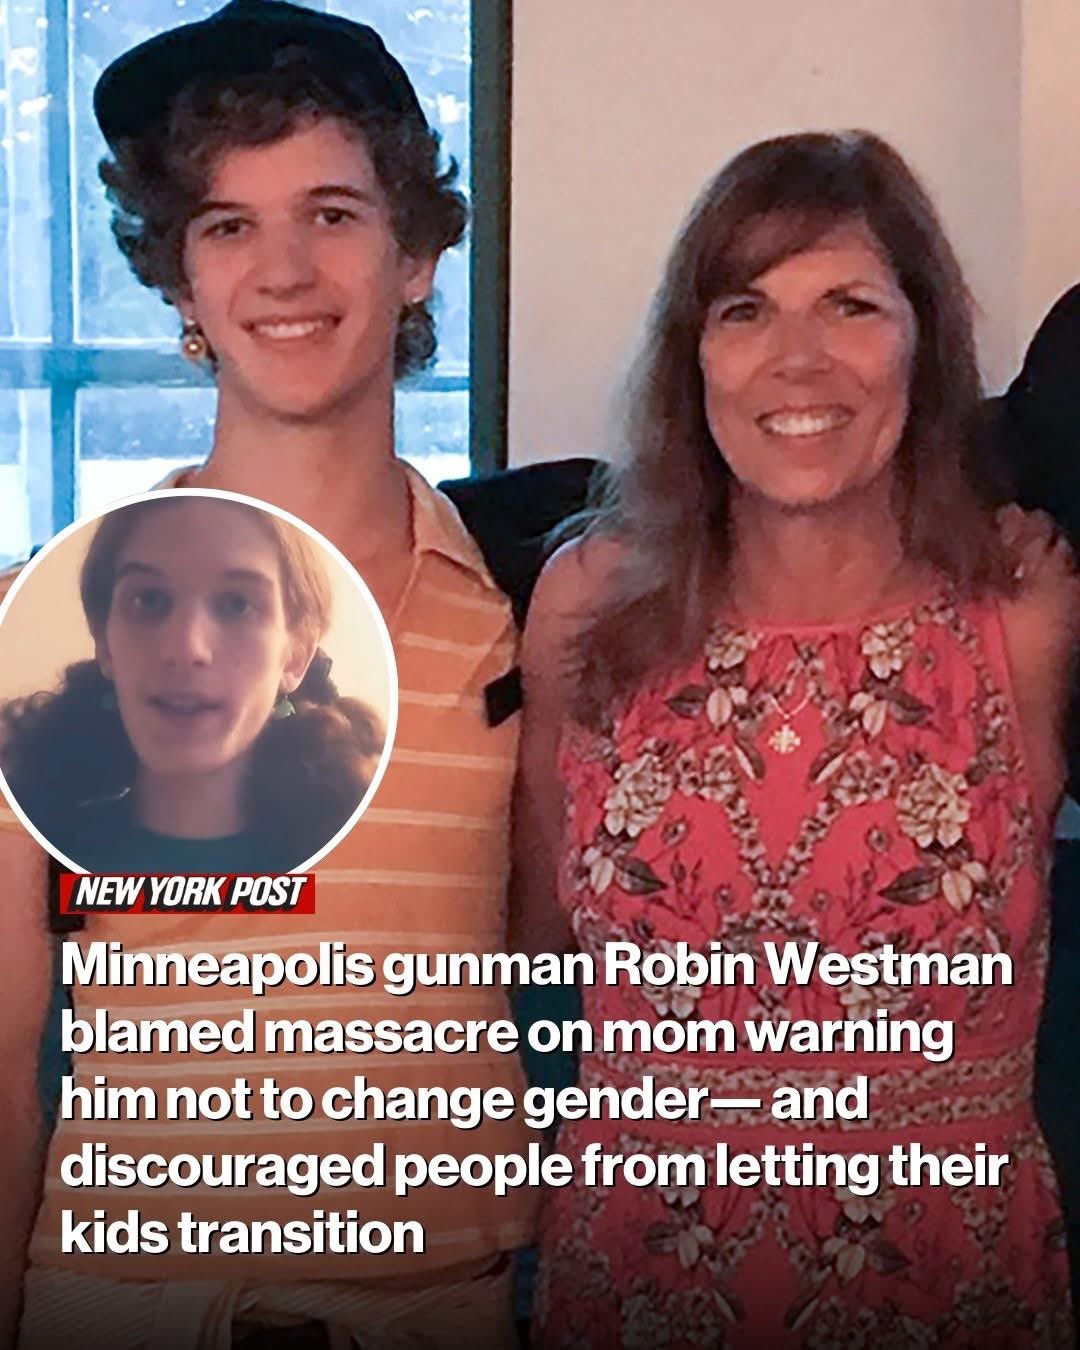 NEW YORK POST
Minneapolis gunman Robin Westman
blamed massacre on mom warning
him not to change gender— and
discouraged people from letting their
kids transition